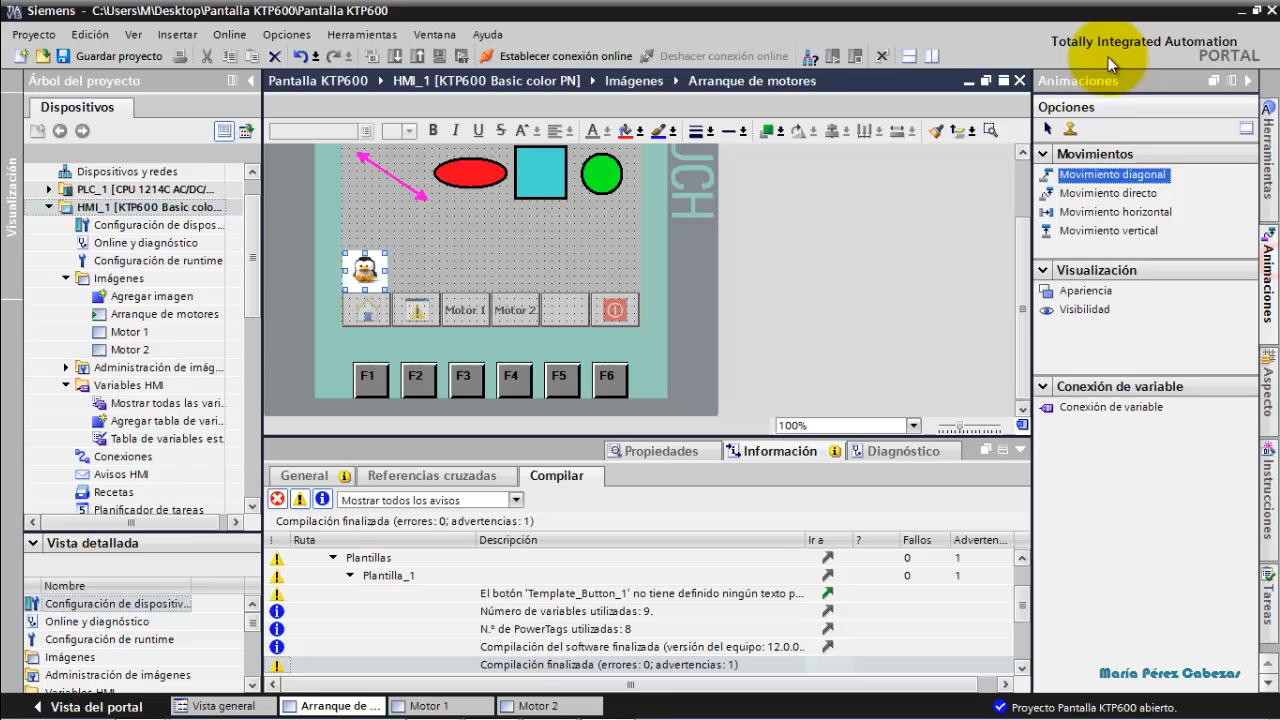 Siemens - C:\Users\M\Desktop\Pantalla KTP600\Pantalla KTP600
Proyecto Edición Ver Insertar Online Opciones Herramientas Ventana Ayuda
Totally Integrated Automation
PORTAL
Guardar proyecto Establecer conexión online Deshacer conexión online
Árbol del proyecto
Pantalla KTP600 HMI_1 [KTP600 Basic color PN] Imágenes Arranque de motores
Animaciones
Dispositivos
Opciones
Visualización
B I U S A
Dispositivos y redes
PLC_1 [CPU 1214C AC/DC/...
HMI_1 [KTP600 Basic colo...
Configuración de dispos...
Online y diagnóstico
Configuración de runtime
Imágenes
Agregar imagen
Arranque de motores
Motor 1
Motor 2
Administración de imág...
Variables HMI
Mostrar todas las vari...
Agregar tabla de vari...
Tabla de variables est...
Conexiones
Avisos HMI
Recetas
Planificador de tareas
UCH
Motor 1 Motor 2
F1 F2 F3 F4 F5 F6
100%
Movimientos
Movimiento diagonal
Movimiento directo
Movimiento horizontal
Movimiento vertical
Visualización
Apariencia
Visibilidad
Conexión de variable
Conexión de variable
Herramientas
Animaciones
Aspecto
Instrucciones
Tareas
Propiedades Información Diagnóstico
General Referencias cruzadas Compilar
Mostrar todos los avisos
Compilación finalizada (errores: 0; advertencias: 1)
! Ruta Descripción Ir a ? Fallos Adverten...
Plantillas 0 1
Plantilla_1 0 1
El botón 'Template_Button_1' no tiene definido ningún texto p...
Número de variables utilizadas: 9.
N.º de PowerTags utilizadas: 8
Compilación del software finalizada (versión del equipo: 12.0.0...
Compilación finalizada (errores: 0; advertencias: 1)
Vista detallada
Nombre
Configuración de dispositiv...
Online y diagnóstico
Configuración de runtime
Imágenes
Administración de imágenes
Variables HMI
María Pérez Cabezas
Vista del portal Vista general Arranque de ... Motor 1 Motor 2
Proyecto Pantalla KTP600 abierto.